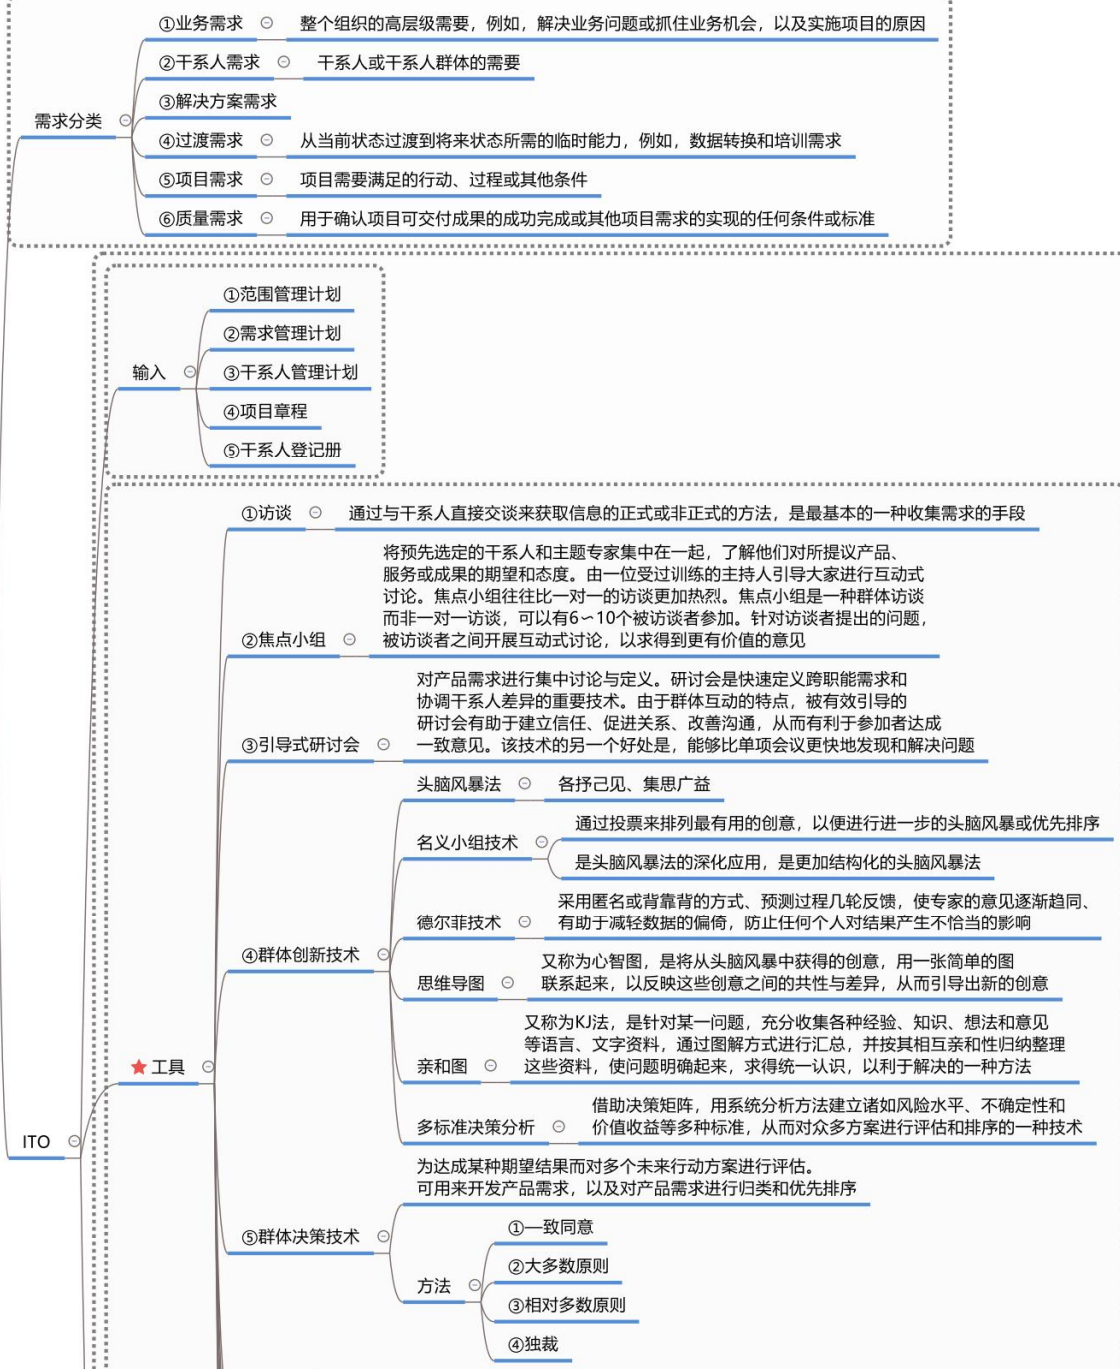 ①业务需求 整个组织的高层级需要，例如，解决业务问题或抓住业务机会，以及实施项目的原因
②干系人需求 干系人或干系人群体的需要
③解决方案需求
需求分类
④过渡需求 从当前状态过渡到将来状态所需的临时能力，例如，数据转换和培训需求
⑤项目需求 项目需要满足的行动、过程或其他条件
⑥质量需求 用于确认项目可交付成果的成功完成或其他项目需求的实现的任何条件或标准
①范围管理计划
②需求管理计划
输入
③干系人管理计划
④项目章程
⑤干系人登记册
①访谈 通过与干系人直接交谈来获取信息的正式或非正式的方法，是最基本的一种收集需求的手段
将预先选定的干系人和主题专家集中在一起，了解他们对所提议产品、
服务或成果的期望和态度。由一位受过训练的主持人引导大家进行互动式
讨论。焦点小组往往比一对一的访谈更加热烈。焦点小组是一种群体访谈
而非一对一访谈，可以有6～10个被访谈者参加。针对访谈者提出的问题，
②焦点小组 被访谈者之间开展互动式讨论，以求得到更有价值的意见
对产品需求进行集中讨论与定义。研讨会是快速定义跨职能需求和
协调干系人差异的重要技术。由于群体互动的特点，被有效引导的
研讨会有助于建立信任、促进关系、改善沟通，从而有利于参加者达成
③引导式研讨会 一致意见。该技术的另一个好处是，能够比单项会议更快地发现和解决问题
头脑风暴法 各抒己见、集思广益
通过投票来排列最有用的创意，以便进行进一步的头脑风暴或优先排序
名义小组技术
是头脑风暴法的深化应用，是更加结构化的头脑风暴法
采用匿名或背靠背的方式、预测过程几轮反馈，使专家的意见逐渐趋同、
德尔菲技术 有助于减轻数据的偏倚，防止任何个人对结果产生不恰当的影响
④群体创新技术
又称为心智图，是将从头脑风暴中获得的创意，用一张简单的图
思维导图 联系起来，以反映这些创意之间的共性与差异，从而引导出新的创意
又称为KJ法，是针对某一问题，充分收集各种经验、知识、想法和意见
等语言、文字资料，通过图解方式进行汇总，并按其相互亲和性归纳整理
亲和图 这些资料，使问题明确起来，求得统一认识，以利于解决的一种方法
工具
借助决策矩阵，用系统分析方法建立诸如风险水平、不确定性和
多标准决策分析 价值收益等多种标准，从而对众多方案进行评估和排序的一种技术
ITO
为达成某种期望结果而对多个未来行动方案进行评估。
可用来开发产品需求，以及对产品需求进行归类和优先排序
⑤群体决策技术
①一致同意
②大多数原则
方法
③相对多数原则
④独裁